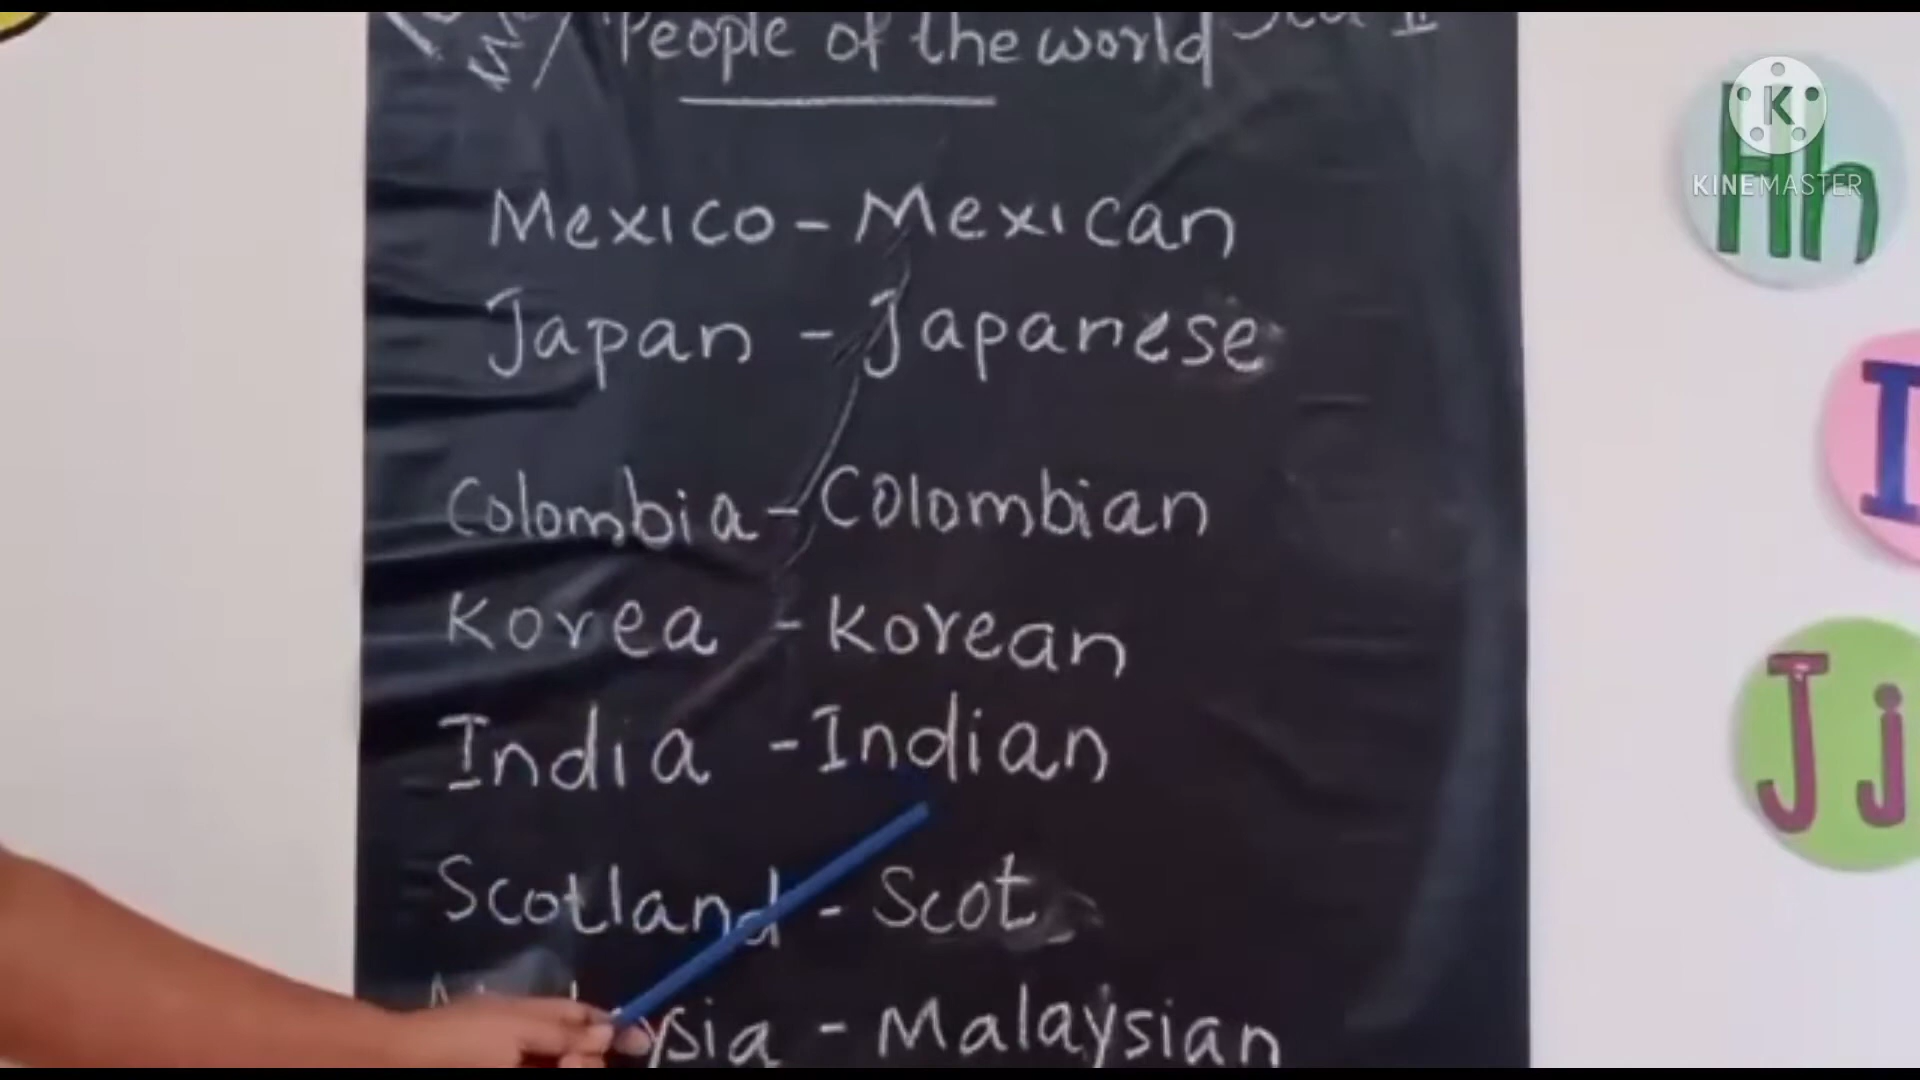 People of the world
Mexico - Mexican
Japan - Japanese
Colombia - Colombian
Korea - Korean
India - Indian
Scotland - Scot
- Malaysian
Hh
K
KINEMASTER
I
Jj